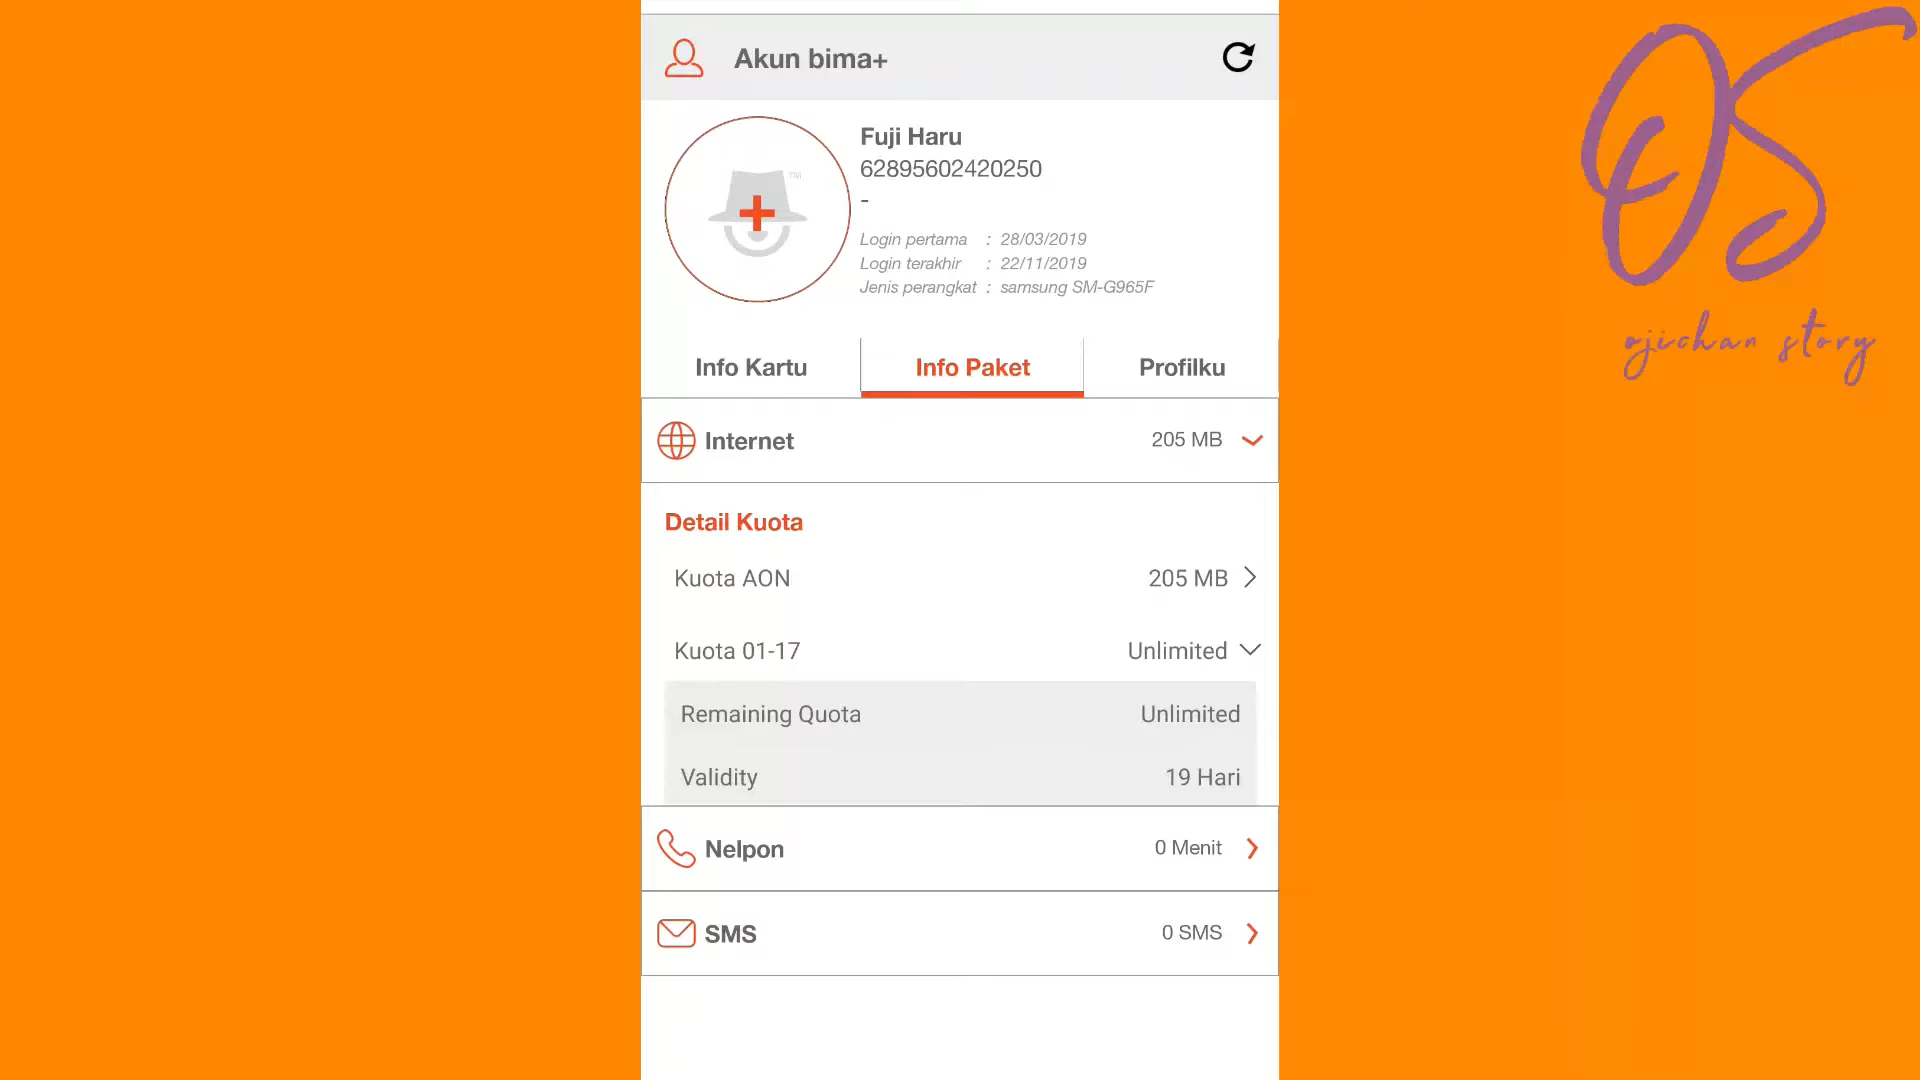 Akun bima+
Fuji Haru
62895602420250
-
Login pertama : 28/03/2019
Login terakhir : 22/11/2019
Jenis perangkat : samsung SM-G965F
Info Kartu Info Paket Profilku
Internet 205 MB
Detail Kuota
Kuota AON 205 MB
Kuota 01-17 Unlimited
Remaining Quota Unlimited
Validity 19 Hari
Nelpon 0 Menit
SMS 0 SMS
OS
ojichan story
TM